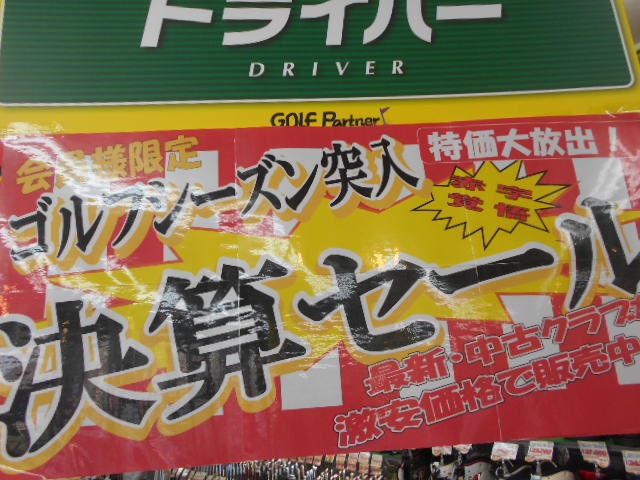 ドライバー
DRIVER
GOLF Partner
会員様限定
特価大放出！
ゴルフシーズン突入
赤字
覚悟
決算セール
最新・中古クラブ
激安価格で販売中